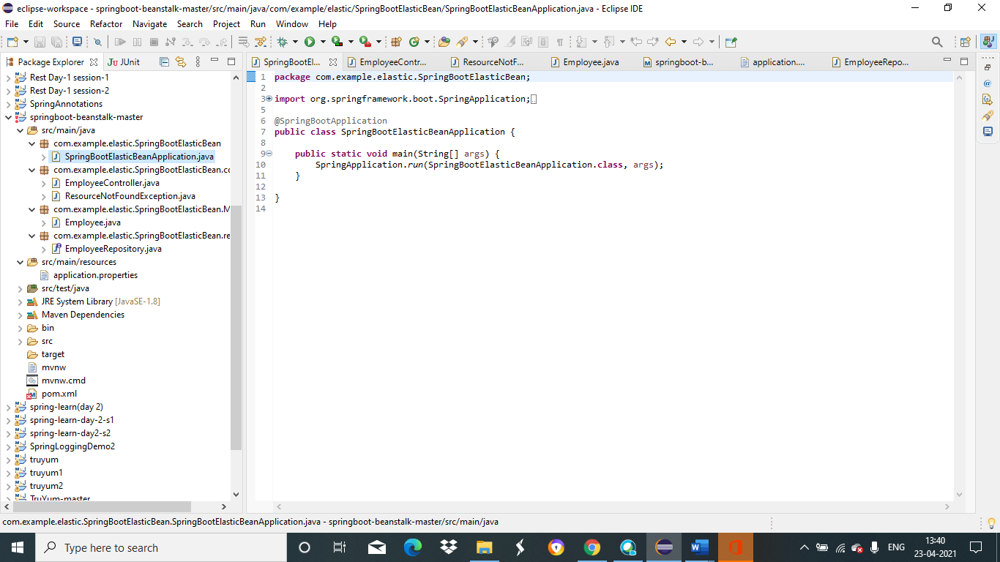 eclipse-workspace - springboot-beanstalk-master/src/main/java/com/example/elastic/SpringBootElasticBean/SpringBootElasticBeanApplication.java - Eclipse IDE
File Edit Source Refactor Navigate Search Project Run Window Help
Package Explorer JUnit
SpringBootEl... EmployeeContr... ResourceNotF... Employee.java springboot-b... application.... EmployeeRepo...
Rest Day-1 session-1
Rest Day-1 session-2
SpringAnnotations
springboot-beanstalk-master
src/main/java
com.example.elastic.SpringBootElasticBean
SpringBootElasticBeanApplication.java
com.example.elastic.SpringBootElasticBean.co
EmployeeController.java
ResourceNotFoundException.java
com.example.elastic.SpringBootElasticBean.M
Employee.java
com.example.elastic.SpringBootElasticBean.re
EmployeeRepository.java
src/main/resources
application.properties
src/test/java
JRE System Library [JavaSE-1.8]
Maven Dependencies
bin
src
target
mvnw
mvnw.cmd
pom.xml
spring-learn(day 2)
spring-learn-day-2-s1
spring-learn-day2-s2
SpringLoggingDemo2
truyum
truyum1
truyum2
TruYum-master
1 package com.example.elastic.SpringBootElasticBean;
2
3 import org.springframework.boot.SpringApplication;
5
6 @SpringBootApplication
7 public class SpringBootElasticBeanApplication {
8
9 public static void main(String[] args) {
10 SpringApplication.run(SpringBootElasticBeanApplication.class, args);
11 }
12
13 }
14
com.example.elastic.SpringBootElasticBean.SpringBootElasticBeanApplication.java - springboot-beanstalk-master/src/main/java
Type here to search
ENG
13:40
23-04-2021